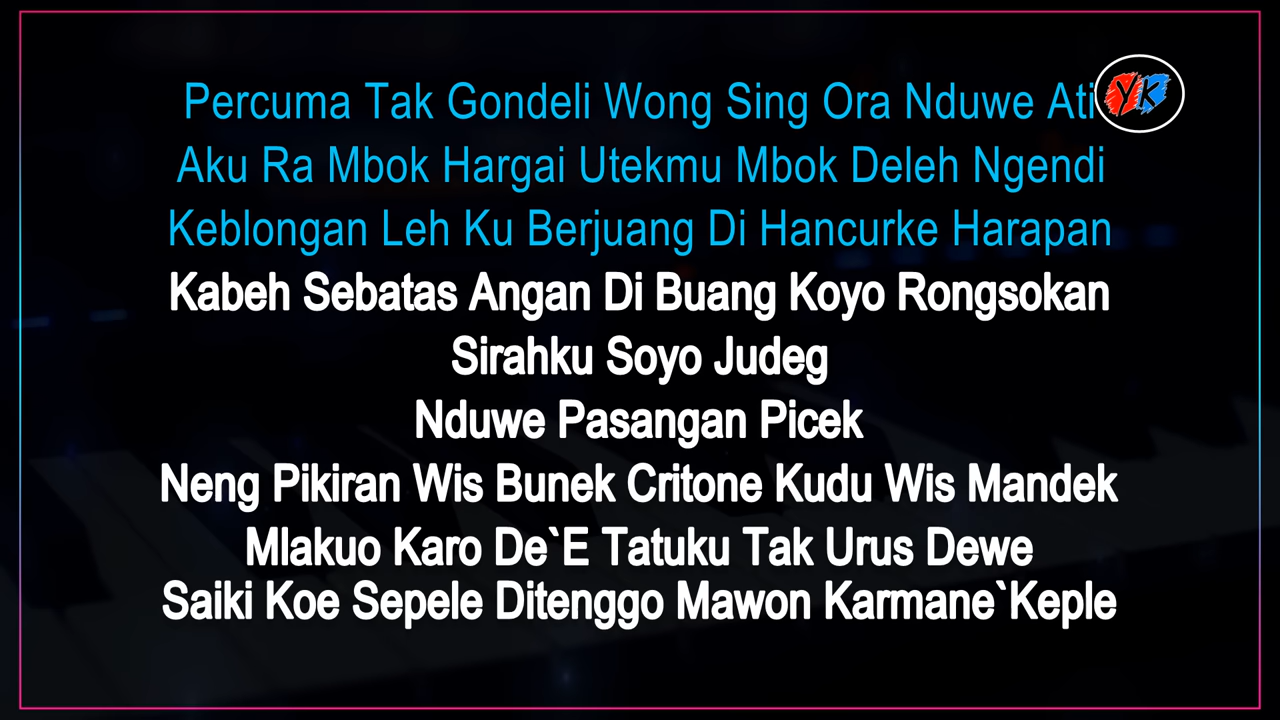 Percuma Tak Gondeli Wong Sing Ora Nduwe Ati
YK
Aku Ra Mbok Hargai Utekmu Mbok Deleh Ngendi
Keblongan Leh Ku Berjuang Di Hancurke Harapan
Kabeh Sebatas Angan Di Buang Koyo Rongsokan
Sirahku Soyo Judeg
Nduwe Pasangan Picek
Neng Pikiran Wis Bunek Critone Kudu Wis Mandek
Mlakuo Karo De`E Tatuku Tak Urus Dewe
Saiki Koe Sepele Ditenggo Mawon Karmane`Keple